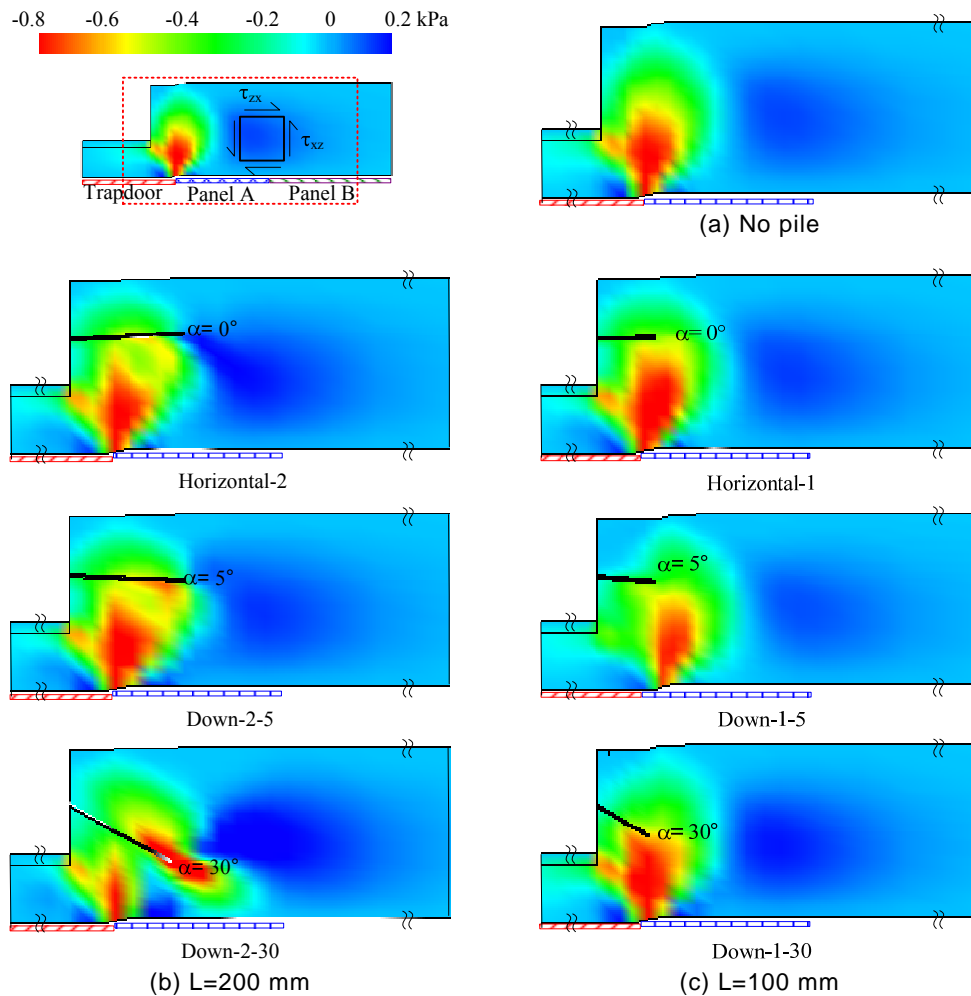 -0.8 -0.6 -0.4 -0.2 0 0.2 kPa
τzx
τxz
Trapdoor Panel A Panel B
(a) No pile
α= 0°
Horizontal-2
α= 0°
Horizontal-1
α= 5°
Down-2-5
α= 5°
Down-1-5
α= 30°
Down-2-30
α= 30°
Down-1-30
(b) L=200 mm
(c) L=100 mm